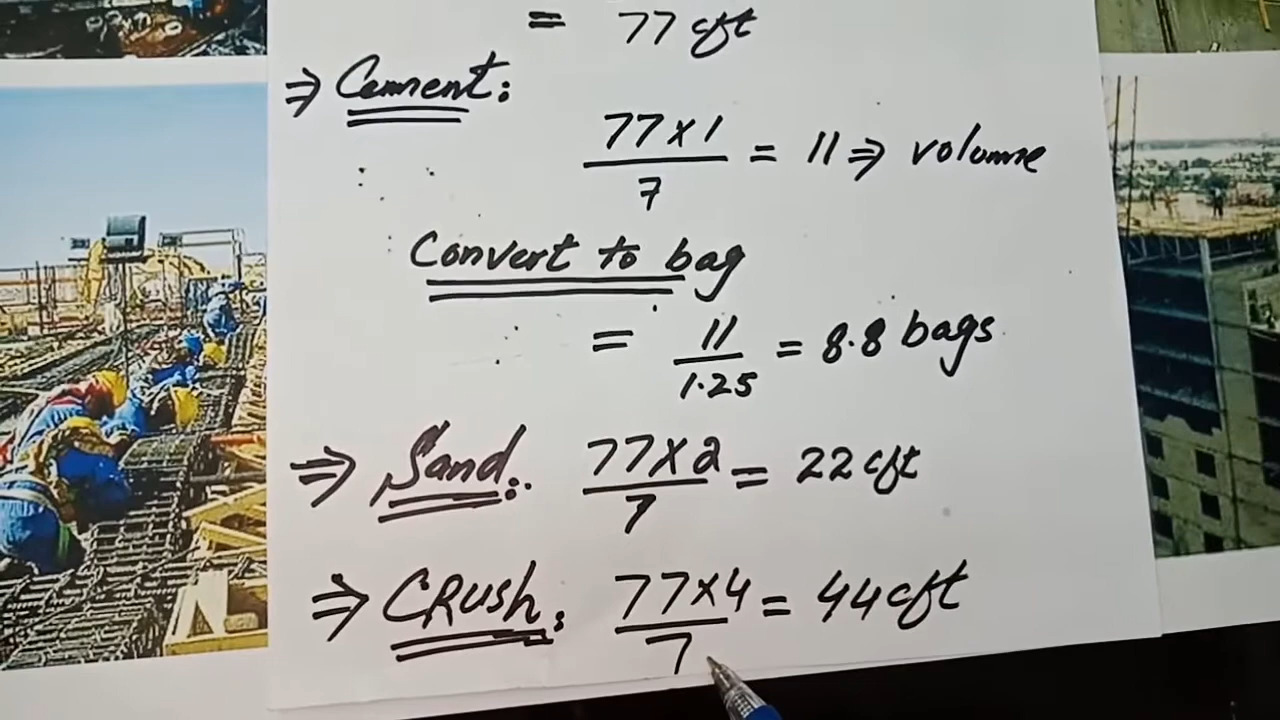 = 77 cft
⇒ Cement:
77×1/7 = 11 ⇒ volume
Convert to bag
= 11/1.25 = 8.8 bags
⇒ Sand: 77×2/7 = 22 cft
⇒ CRush: 77×4/7 = 44 cft